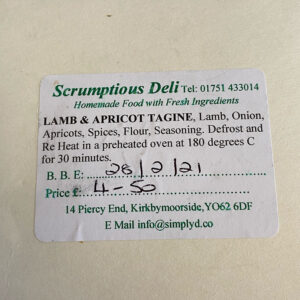 Scrumptious Deli Tel: 01751 433014
Homemade Food with Fresh Ingredients
LAMB & APRICOT TAGINE, Lamb, Onion,
Apricots, Spices, Flour, Seasoning. Defrost and
Re Heat in a preheated oven at 180 degrees C
for 30 minutes.
B. B. E: 28/2/21
Price £: 4-50
14 Piercy End, Kirkbymoorside,YO62 6DF
E Mail info@simplyd.co